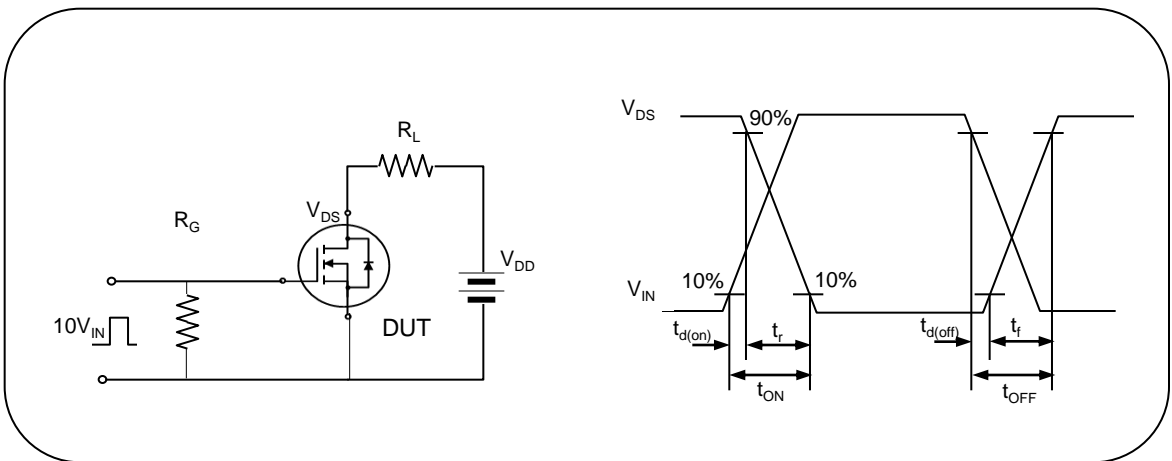 R_L
V_DS
R_G
V_DD
10V_IN
DUT
V_DS
90%
V_IN
10%
10%
t_d(on)
t_r
t_d(off)
t_f
t_ON
t_OFF